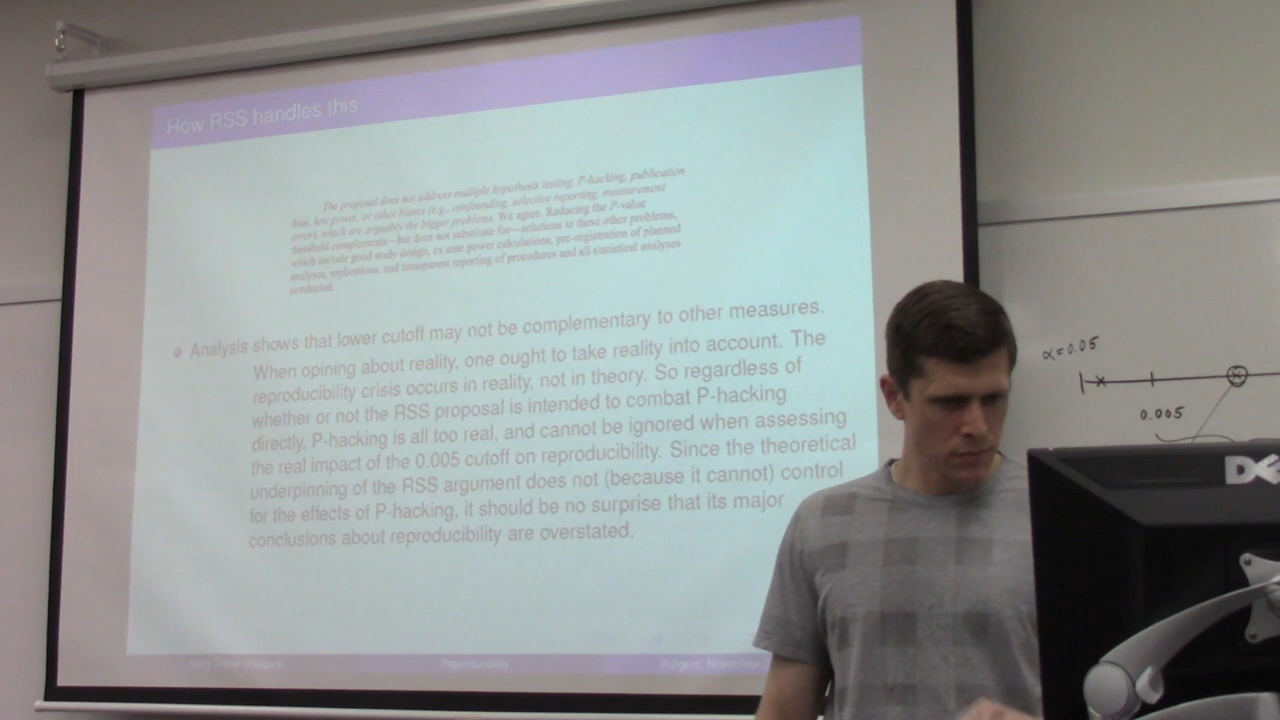 How RSS handles this
The proposal does not address multiple hypothesis testing, P-hacking, publication
bias, low power, or other biases (e.g., confounding, selective reporting, measurement
error), which are arguably the bigger problems. We agree. Reducing the P-value
threshold complements—but does not substitute for—solutions to these other problems,
which include good study design, ex ante power calculations, pre-registration of planned
analyses, replications, and transparent reporting of procedures and all statistical analyses
conducted.
Analysis shows that lower cutoff may not be complementary to other measures.
When opining about reality, one ought to take reality into account. The
reproducibility crisis occurs in reality, not in theory. So regardless of
whether or not the RSS proposal is intended to combat P-hacking
directly, P-hacking is all too real, and cannot be ignored when assessing
the real impact of the 0.005 cutoff on reproducibility. Since the theoretical
underpinning of the RSS argument does not (because it cannot) control
for the effects of P-hacking, it should be no surprise that its major
conclusions about reproducibility are overstated.
Reproducibility
Rutgers, November
α=0.05
0.005
DE